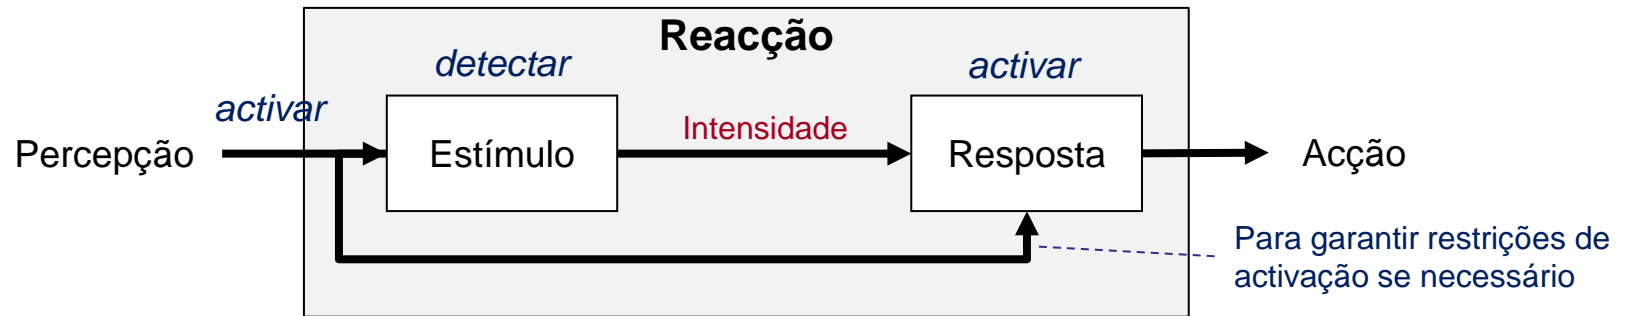 Reacção
detectar
activar
activar
Intensidade
Percepção
Estímulo
Resposta
Acção
Para garantir restrições de
activação se necessário